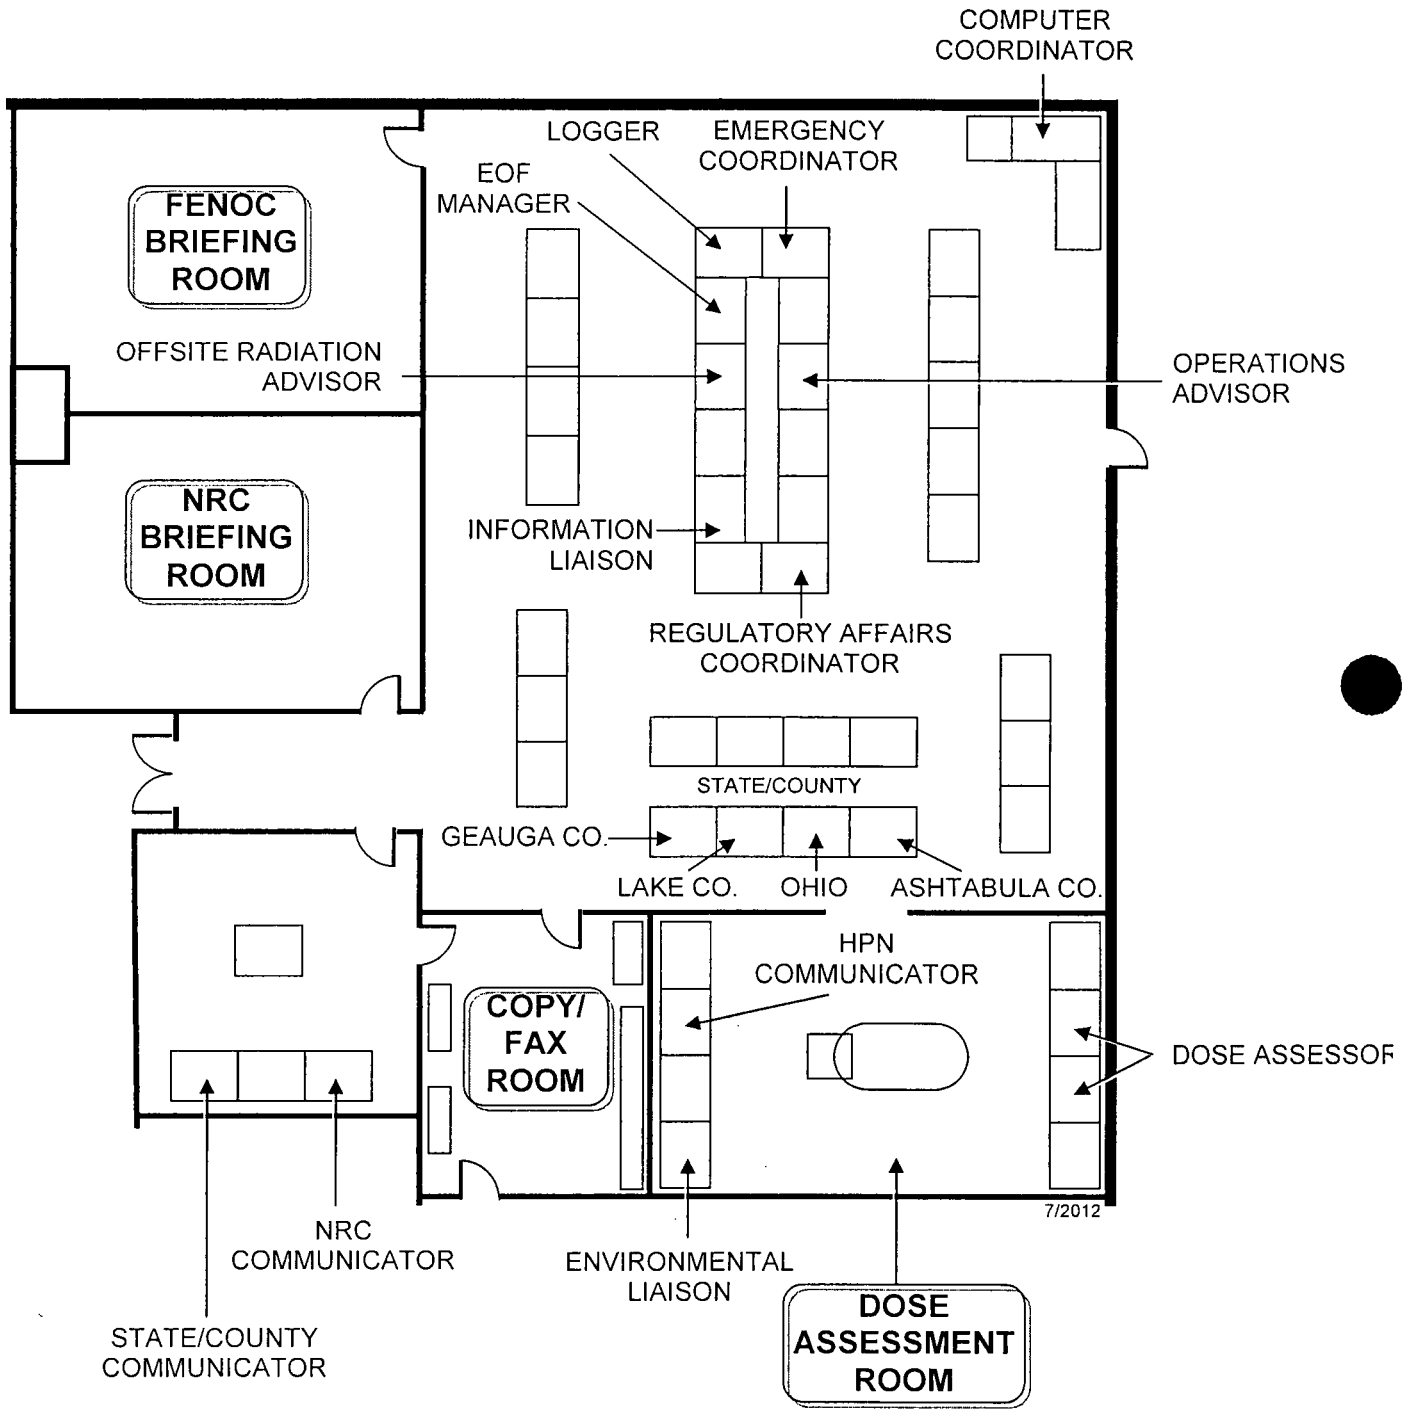 COMPUTER
COORDINATOR
LOGGER
EMERGENCY
COORDINATOR
EOF
MANAGER
FENOC
BRIEFING
ROOM
OFFSITE RADIATION
ADVISOR
OPERATIONS
ADVISOR
NRC
BRIEFING
ROOM
INFORMATION
LIAISON
REGULATORY AFFAIRS
COORDINATOR
STATE/COUNTY
GEAUGA CO.
LAKE CO.
OHIO
ASHTABULA CO.
HPN
COMMUNICATOR
COPY/
FAX
ROOM
DOSE ASSESSOR
7/2012
NRC
COMMUNICATOR
ENVIRONMENTAL
LIAISON
DOSE
ASSESSMENT
ROOM
STATE/COUNTY
COMMUNICATOR